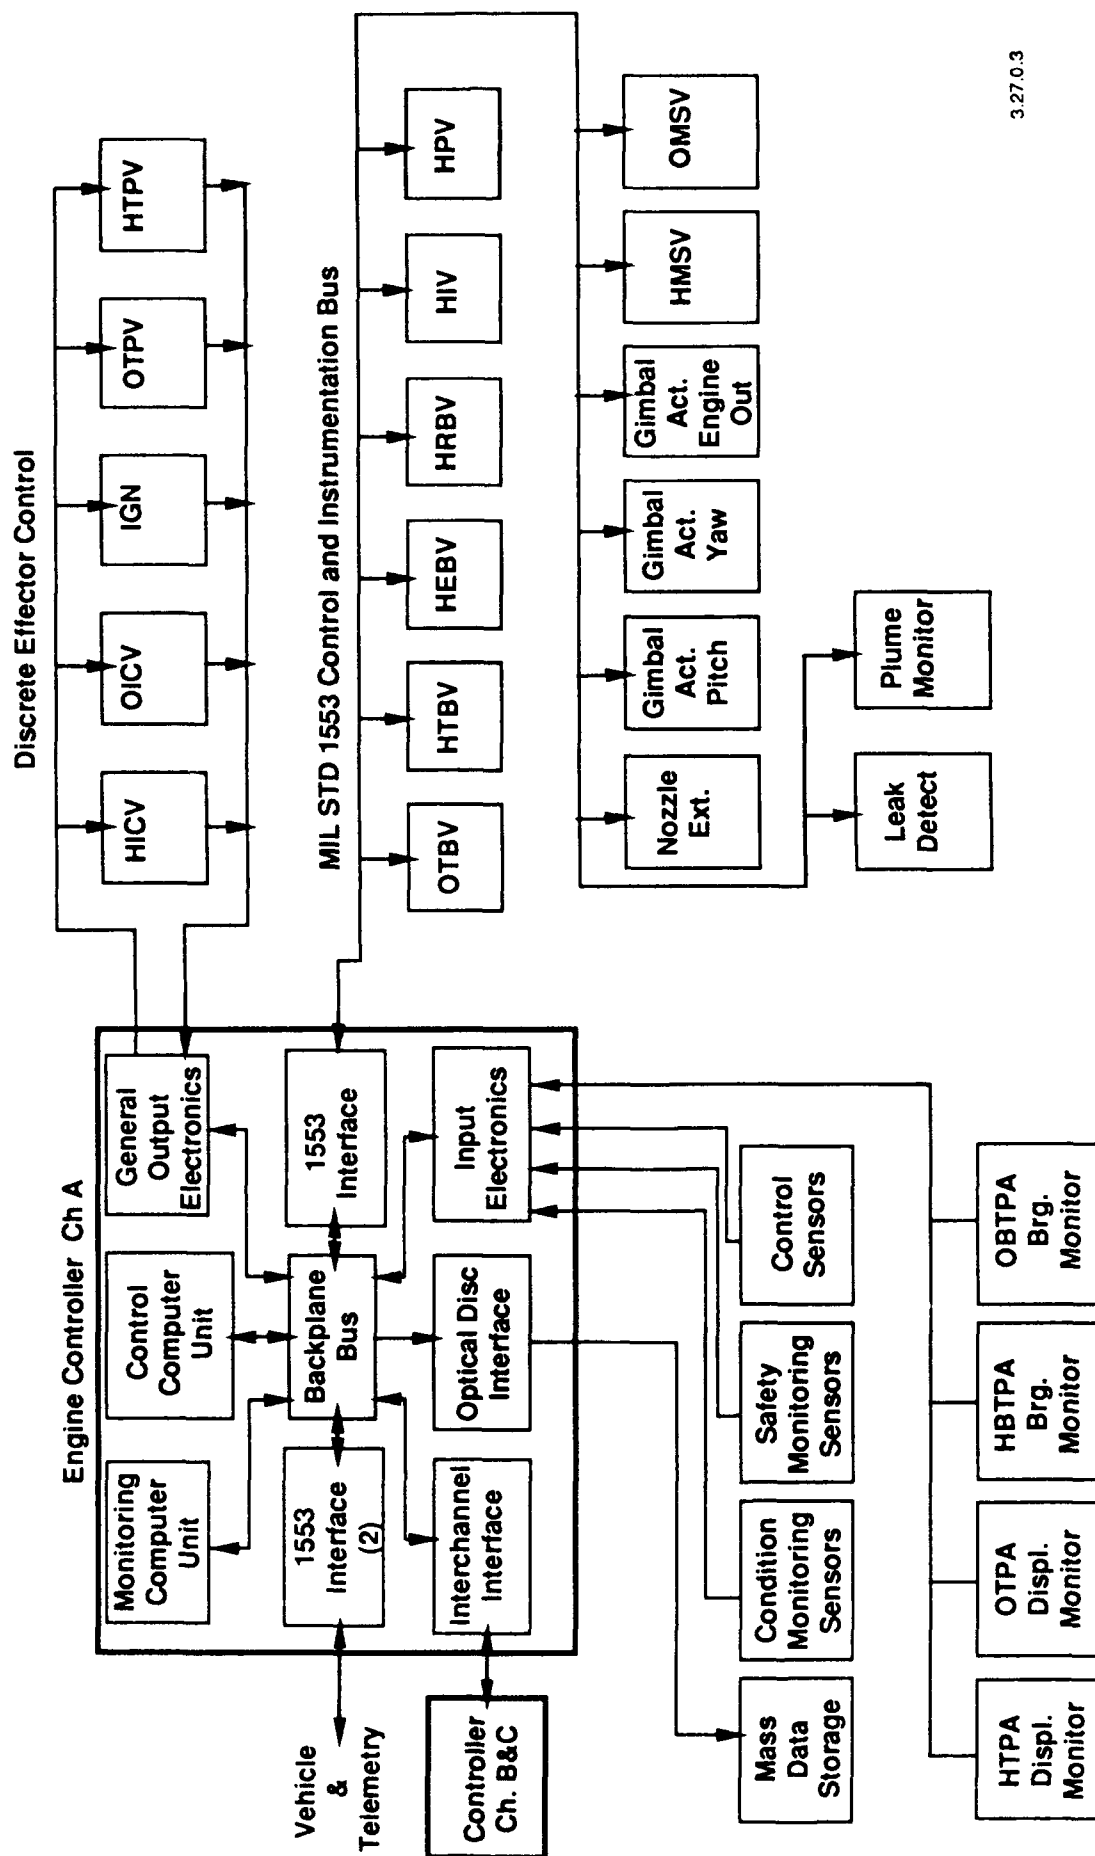 Discrete Effector Control
HICV
OICV
IGN
OTPV
HTPV
MIL STD 1553 Control and Instrumentation Bus
OTBV
HTBV
HEBV
HRBV
HIV
HPV
Nozzle
Ext.
Gimbal
Act.
Pitch
Gimbal
Act.
Yaw
Gimbal
Act.
Engine
Out
HMSV
OMSV
Leak
Detect
Plume
Monitor
Engine Controller Ch A
Monitoring
Computer
Unit
Control
Computer
Unit
General
Output
Electronics
1553
Interface
(2)
Backplane
Bus
1553
Interface
Interchannel
Interface
Optical Disc
Interface
Input
Electronics
Vehicle
&
Telemetry
Controller
Ch. B&C
Mass
Data
Storage
Condition
Monitoring
Sensors
Safety
Monitoring
Sensors
Control
Sensors
HTPA
Displ.
Monitor
OTPA
Displ.
Monitor
HBTPA
Brg.
Monitor
OBTPA
Brg.
Monitor
3.27.0.3